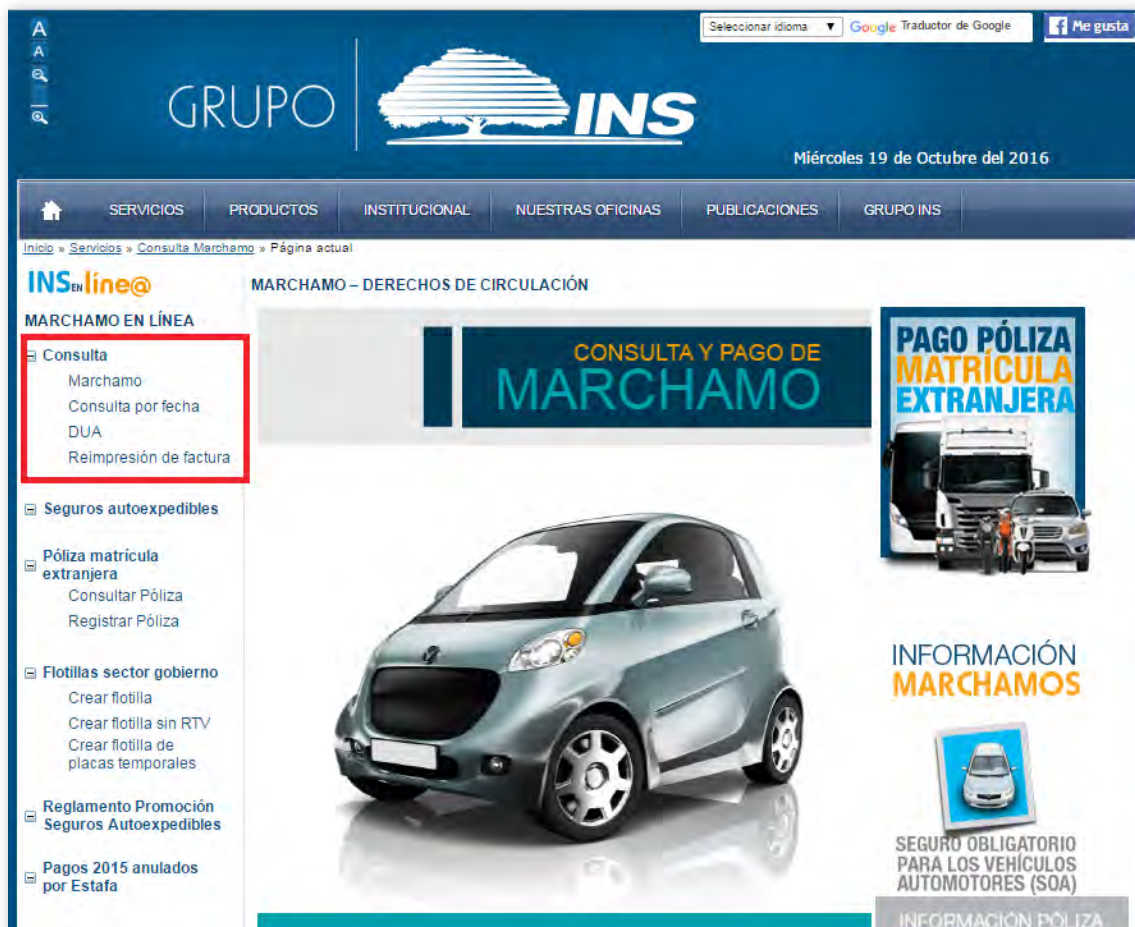 A
A
Seleccionar idioma ▼ Google Traductor de Google
Me gusta
GRUPO INS
Miércoles 19 de Octubre del 2016
SERVICIOS PRODUCTOS INSTITUCIONAL NUESTRAS OFICINAS PUBLICACIONES GRUPO INS
Inicio » Servicios » Consulta Marchamo » Página actual
INS EN líne@
MARCHAMO EN LÍNEA
Consulta
Marchamo
Consulta por fecha
DUA
Reimpresión de factura
Seguros autoexpedibles
Póliza matrícula
extranjera
Consultar Póliza
Registrar Póliza
Flotillas sector gobierno
Crear flotilla
Crear flotilla sin RTV
Crear flotilla de
placas temporales
Reglamento Promoción
Seguros Autoexpedibles
Pagos 2015 anulados
por Estafa
MARCHAMO – DERECHOS DE CIRCULACIÓN
CONSULTA Y PAGO DE
MARCHAMO
PAGO PÓLIZA
MATRÍCULA
EXTRANJERA
INFORMACIÓN
MARCHAMOS
SEGURO OBLIGATORIO
PARA LOS VEHÍCULOS
AUTOMOTORES (SOA)
INFORMACIÓN PÓLIZA